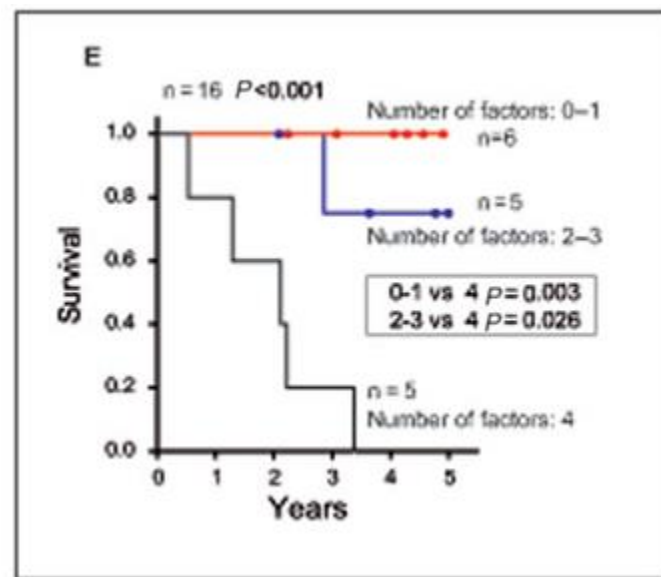 E
n = 16 P<0.001
Number of factors: 0–1
n=6
n = 5
Number of factors: 2–3
0-1 vs 4 P = 0.003
2-3 vs 4 P = 0.026
n = 5
Number of factors: 4
Survival
1.0
0.8
0.6
0.4
0.2
0.0
0 1 2 3 4 5
Years